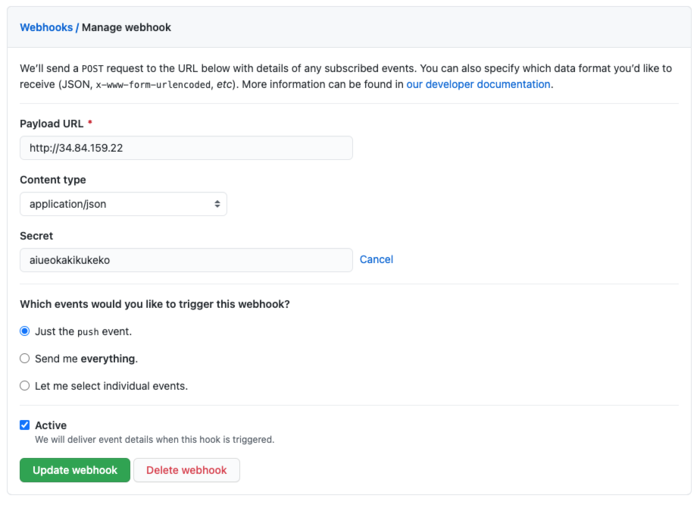 Webhooks / Manage webhook
We'll send a POST request to the URL below with details of any subscribed events. You can also specify which data format you'd like to
receive (JSON, x-www-form-urlencoded, etc). More information can be found in our developer documentation.
Payload URL *
http://34.84.159.22
Content type
application/json
Secret
aiueokakikukeko
Cancel
Which events would you like to trigger this webhook?
Just the push event.
Send me everything.
Let me select individual events.
Active
We will deliver event details when this hook is triggered.
Update webhook
Delete webhook